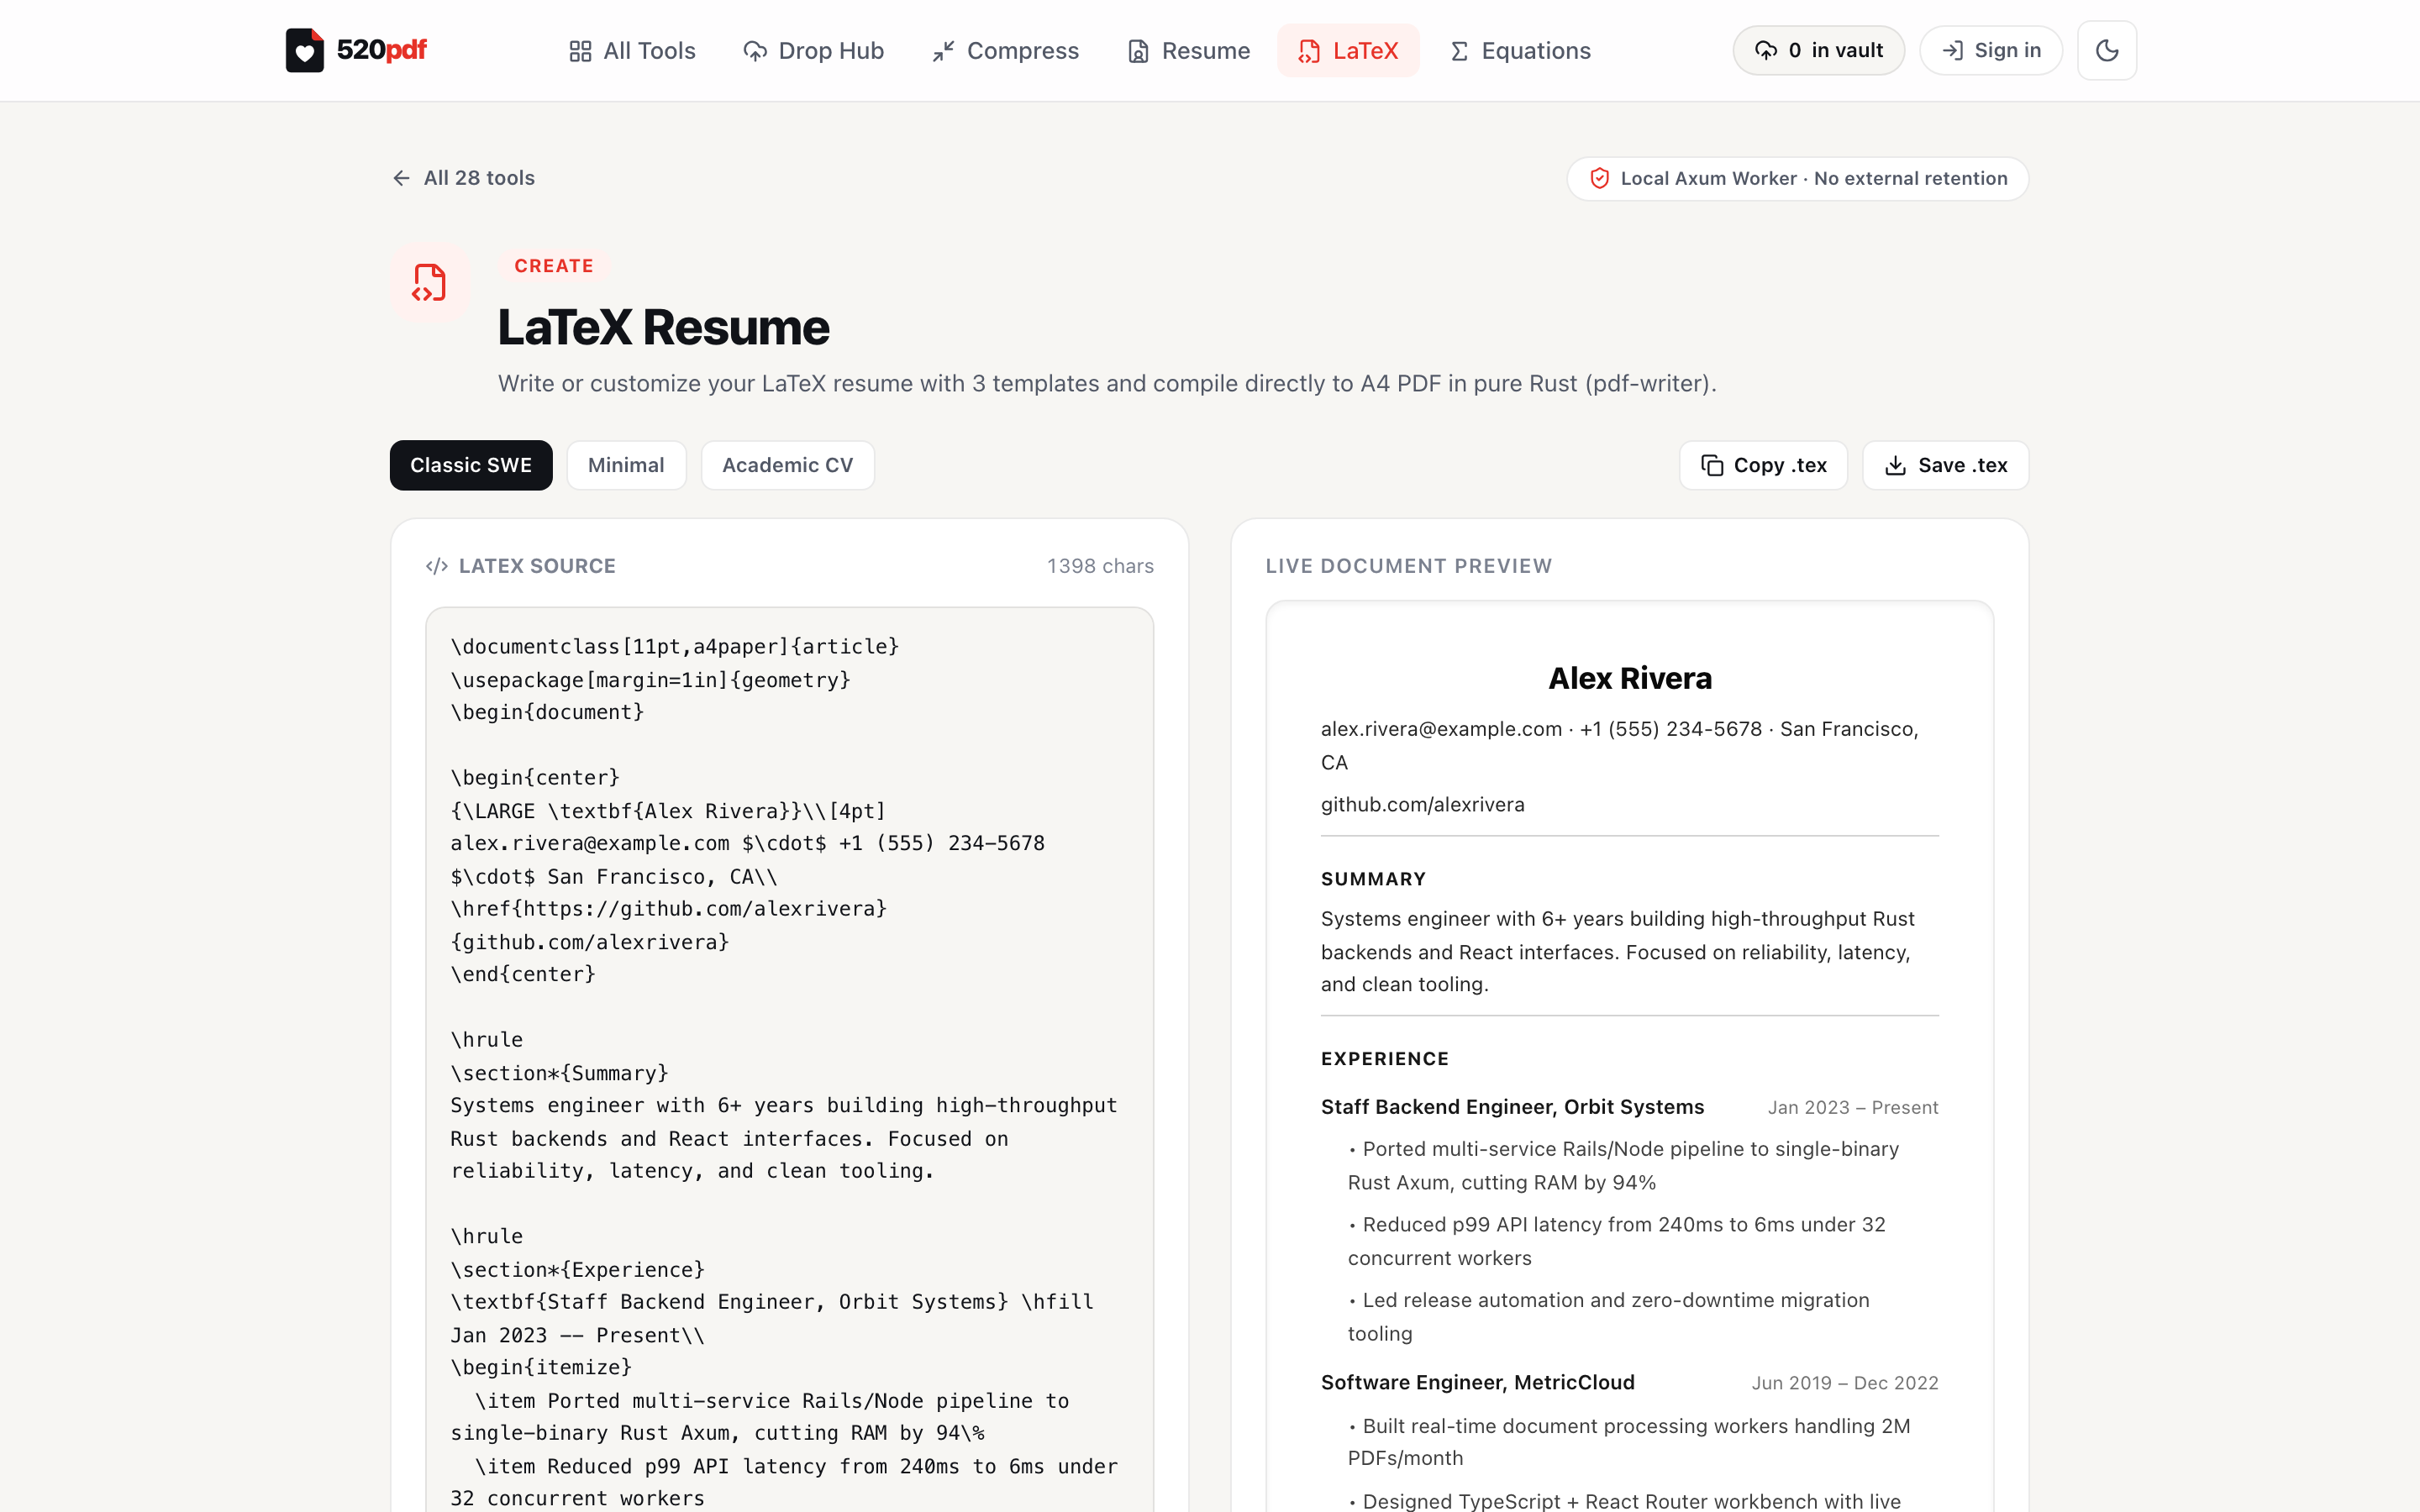 520pdf
All Tools
Drop Hub
Compress
Resume
LaTeX
Equations
0 in vault
Sign in
All 28 tools
Local Axum Worker · No external retention
CREATE
LaTeX Resume
Write or customize your LaTeX resume with 3 templates and compile directly to A4 PDF in pure Rust (pdf-writer).
Classic SWE
Minimal
Academic CV
Copy .tex
Save .tex
</> LATEX SOURCE
1398 chars
\documentclass[11pt,a4paper]{article}
\usepackage[margin=1in]{geometry}
\begin{document}
\begin{center}
{\LARGE \textbf{Alex Rivera}}\\[4pt]
alex.rivera@example.com $\cdot$ +1 (555) 234-5678
$\cdot$ San Francisco, CA\\
\href{https://github.com/alexrivera}
{github.com/alexrivera}
\end{center}
\hrule
\section*{Summary}
Systems engineer with 6+ years building high-throughput
Rust backends and React interfaces. Focused on
reliability, latency, and clean tooling.
\hrule
\section*{Experience}
\textbf{Staff Backend Engineer, Orbit Systems} \hfill
Jan 2023 -- Present\\
\begin{itemize}
\item Ported multi-service Rails/Node pipeline to
single-binary Rust Axum, cutting RAM by 94\%
\item Reduced p99 API latency from 240ms to 6ms under
32 concurrent workers
LIVE DOCUMENT PREVIEW
Alex Rivera
alex.rivera@example.com · +1 (555) 234-5678 · San Francisco,
CA
github.com/alexrivera
SUMMARY
Systems engineer with 6+ years building high-throughput Rust
backends and React interfaces. Focused on reliability, latency,
and clean tooling.
EXPERIENCE
Staff Backend Engineer, Orbit Systems
Jan 2023 – Present
• Ported multi-service Rails/Node pipeline to single-binary
Rust Axum, cutting RAM by 94%
• Reduced p99 API latency from 240ms to 6ms under 32
concurrent workers
• Led release automation and zero-downtime migration
tooling
Software Engineer, MetricCloud
Jun 2019 – Dec 2022
• Built real-time document processing workers handling 2M
PDFs/month
• Designed TypeScript + React Router workbench with live